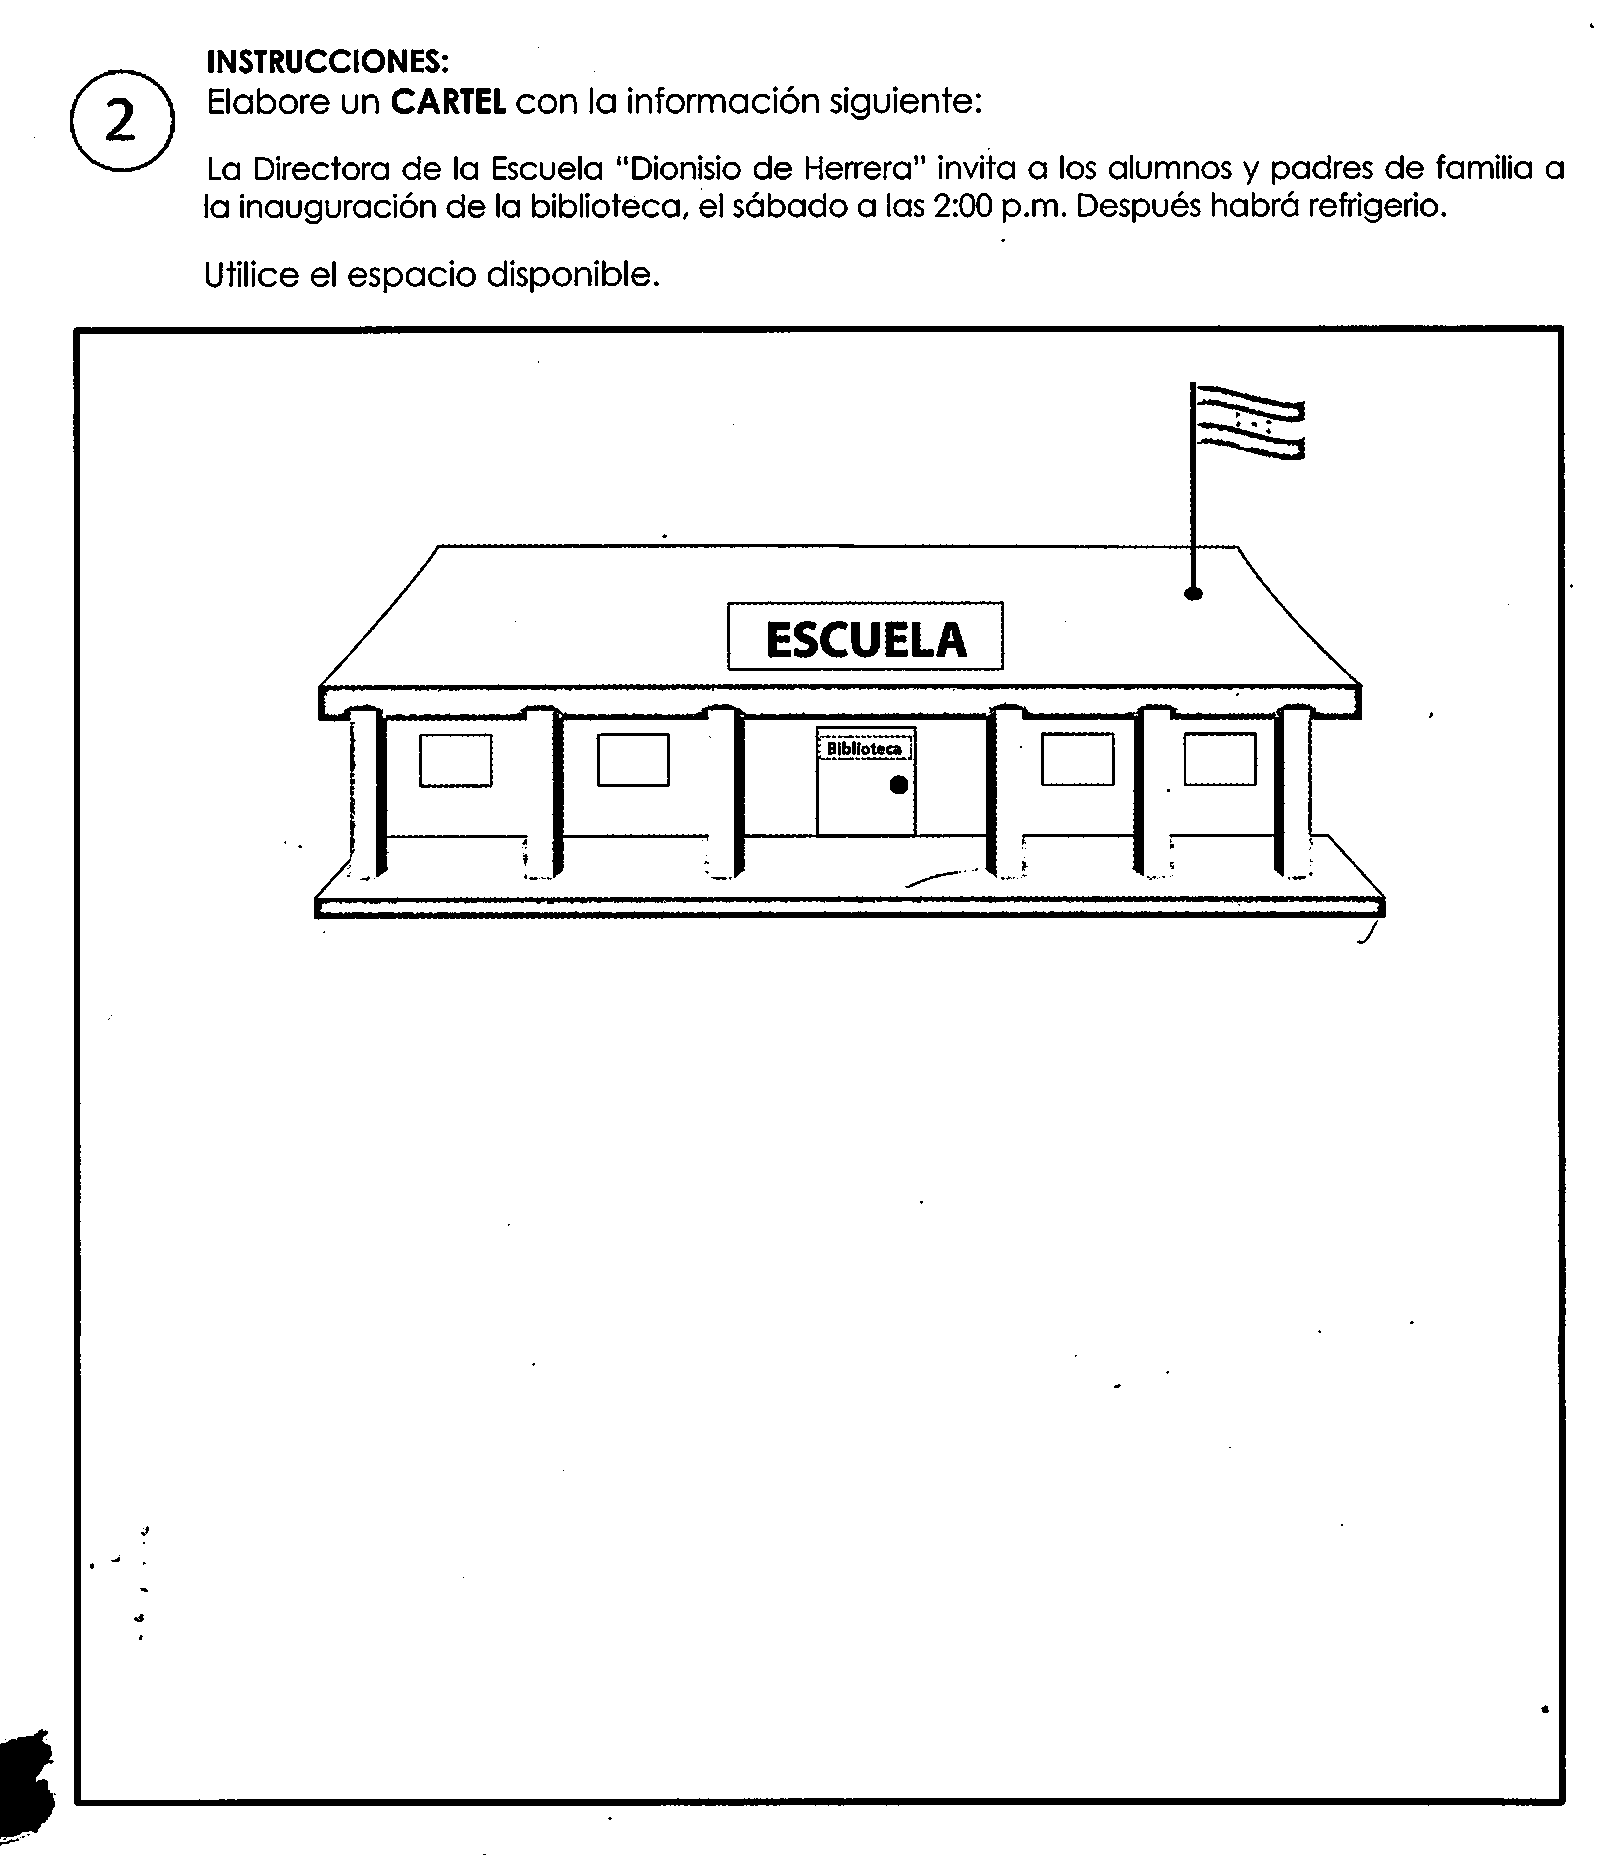 INSTRUCCIONES:
2
Elabore un CARTEL con la información siguiente:
La Directora de la Escuela "Dionisio de Herrera" invita a los alumnos y padres de familia a
la inauguración de la biblioteca, el sábado a las 2:00 p.m. Después habrá refrigerio.
Utilice el espacio disponible.
ESCUELA
Biblioteca